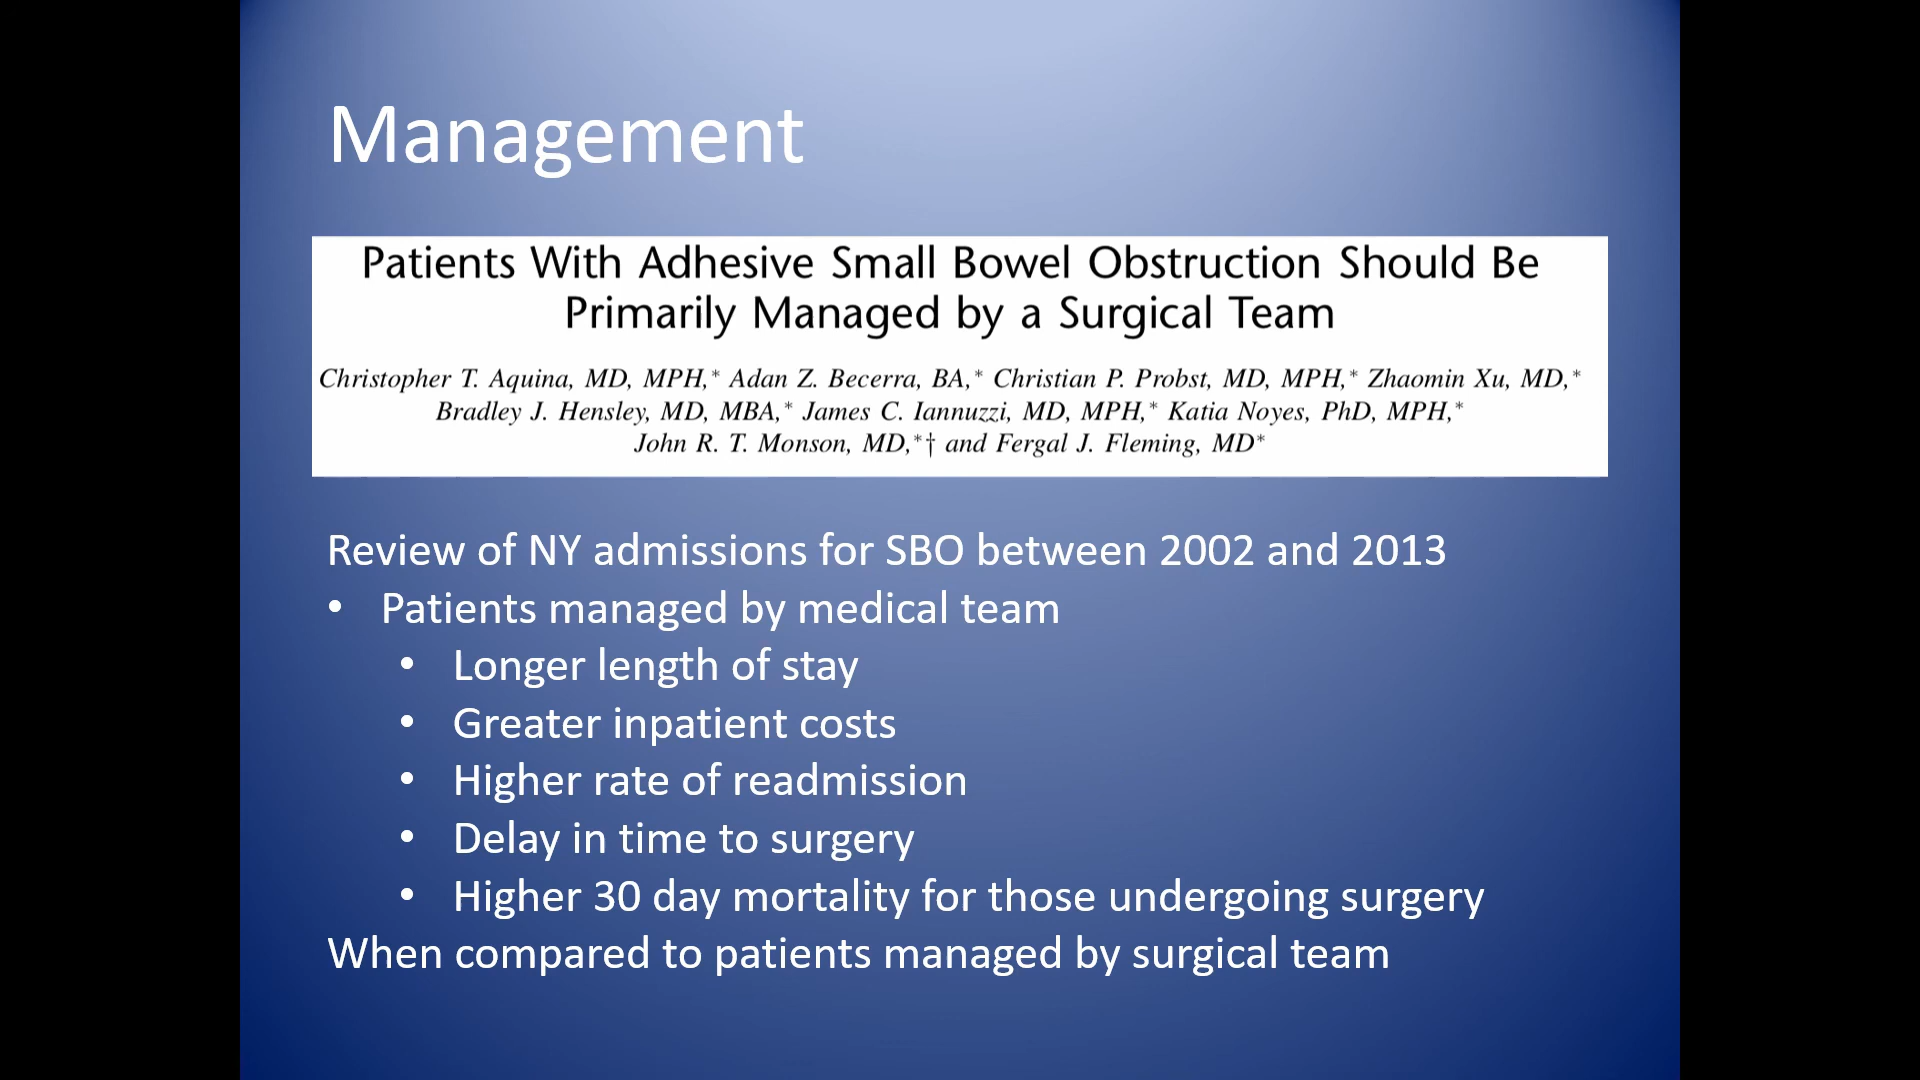 Management
Patients With Adhesive Small Bowel Obstruction Should Be
Primarily Managed by a Surgical Team
Christopher T. Aquina, MD, MPH,* Adan Z. Becerra, BA,* Christian P. Probst, MD, MPH,* Zhaomin Xu, MD,*
Bradley J. Hensley, MD, MBA,* James C. Iannuzzi, MD, MPH,* Katia Noyes, PhD, MPH,*
John R. T. Monson, MD,*† and Fergal J. Fleming, MD*
Review of NY admissions for SBO between 2002 and 2013
• Patients managed by medical team
• Longer length of stay
• Greater inpatient costs
• Higher rate of readmission
• Delay in time to surgery
• Higher 30 day mortality for those undergoing surgery
When compared to patients managed by surgical team